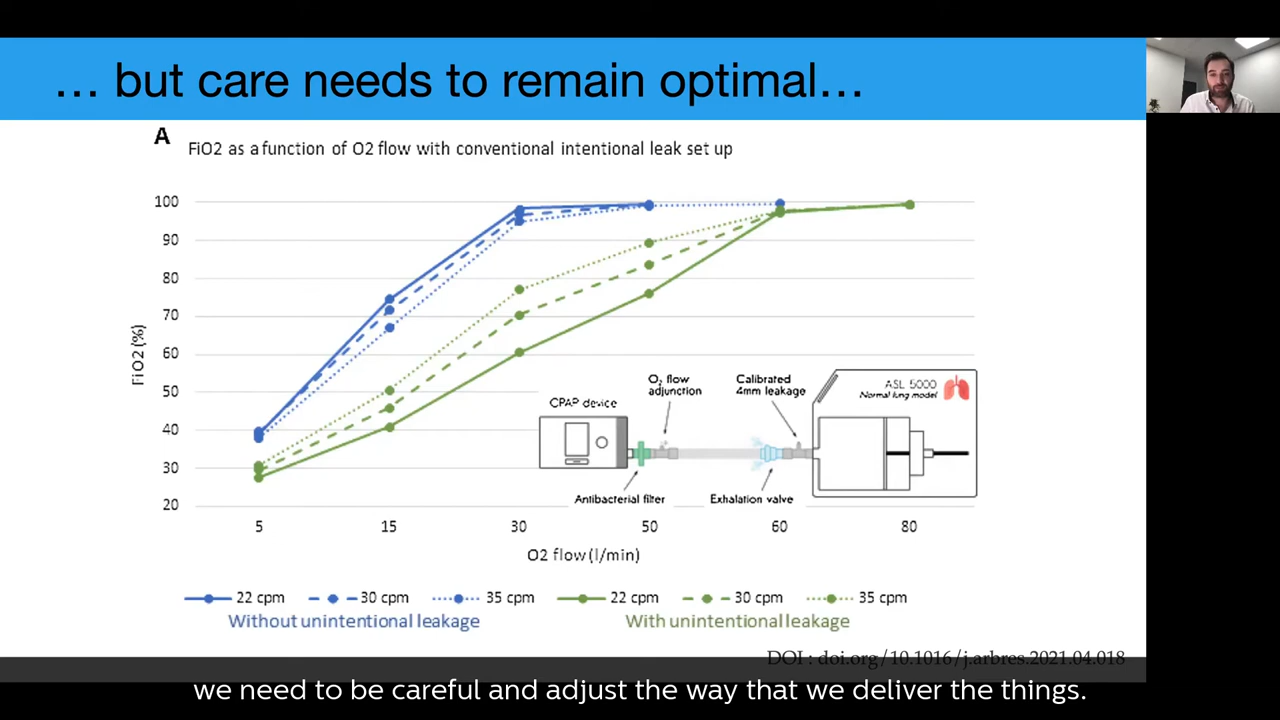 … but care needs to remain optimal…
A
FiO2 as a function of O2 flow with conventional intentional leak set up
100
90
80
70
60
50
40
30
20
FiO2 (%)
O₂ flow
adjunction
Calibrated
4mm leakage
ASL 5000
Normal lung model
CPAP device
Antibacterial filter
Exhalation valve
5 15 30 50 60 80
O2 flow (l/min)
22 cpm 30 cpm 35 cpm 22 cpm 30 cpm 35 cpm
Without unintentional leakage With unintentional leakage
DOI : doi.org/10.1016/j.arbres.2021.04.018
we need to be careful and adjust the way that we deliver the things.